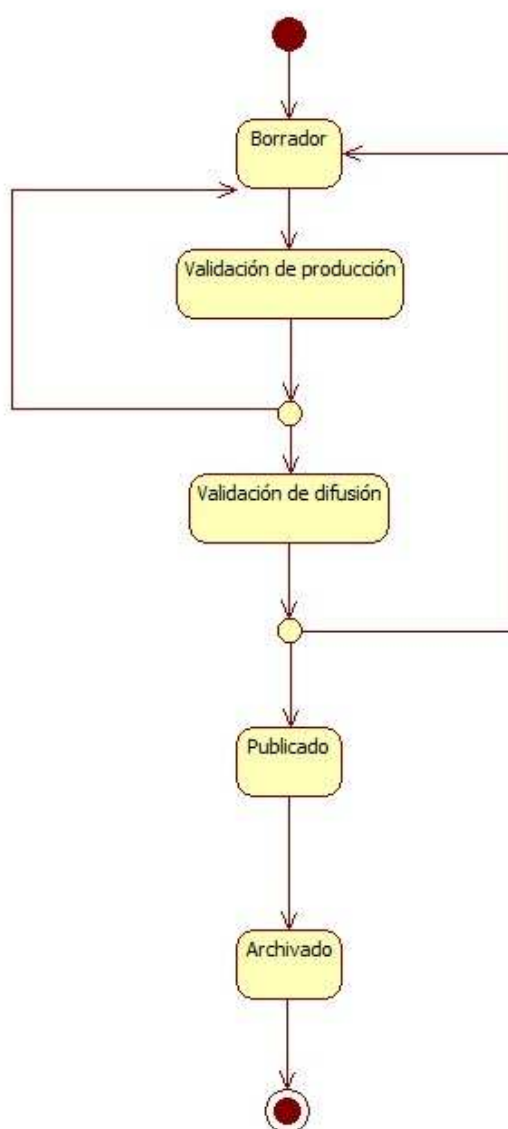 Borrador
Validación de producción
Validación de difusión
Publicado
Archivado